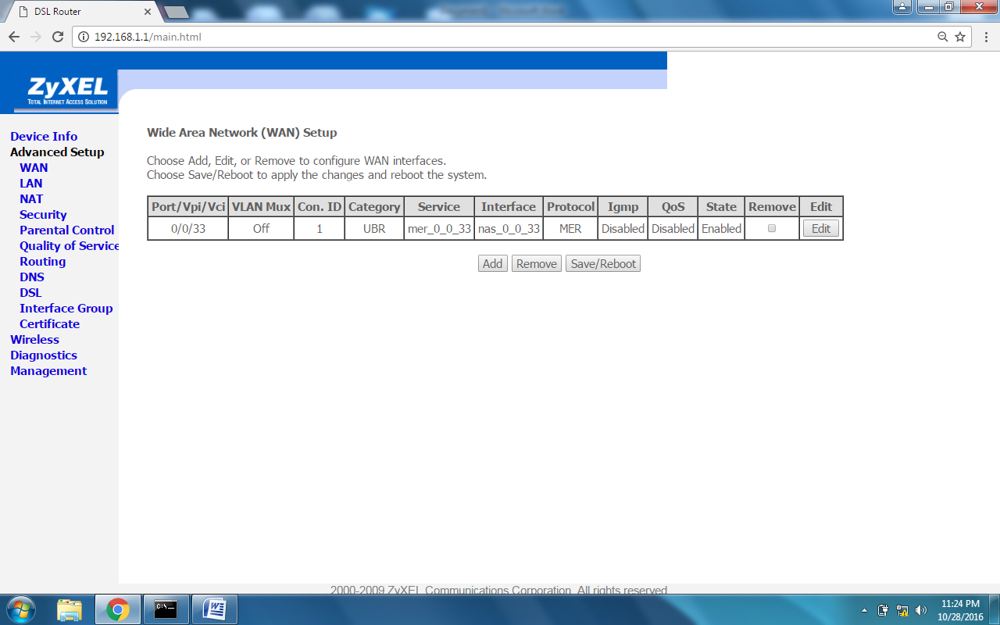 DSL Router
192.168.1.1/main.html
ZyXEL
TOTAL INTERNET ACCESS SOLUTION
Device Info
Advanced Setup
WAN
LAN
NAT
Security
Parental Control
Quality of Service
Routing
DNS
DSL
Interface Group
Certificate
Wireless
Diagnostics
Management
Wide Area Network (WAN) Setup
Choose Add, Edit, or Remove to configure WAN interfaces.
Choose Save/Reboot to apply the changes and reboot the system.
Port/Vpi/Vci VLAN Mux Con. ID Category Service Interface Protocol Igmp QoS State Remove Edit
0/0/33 Off 1 UBR mer_0_0_33 nas_0_0_33 MER Disabled Disabled Enabled Edit
Add Remove Save/Reboot
2000-2009 ZyXEL Communications Corporation. All rights reserved
C:\_
W
11:24 PM
10/28/2016